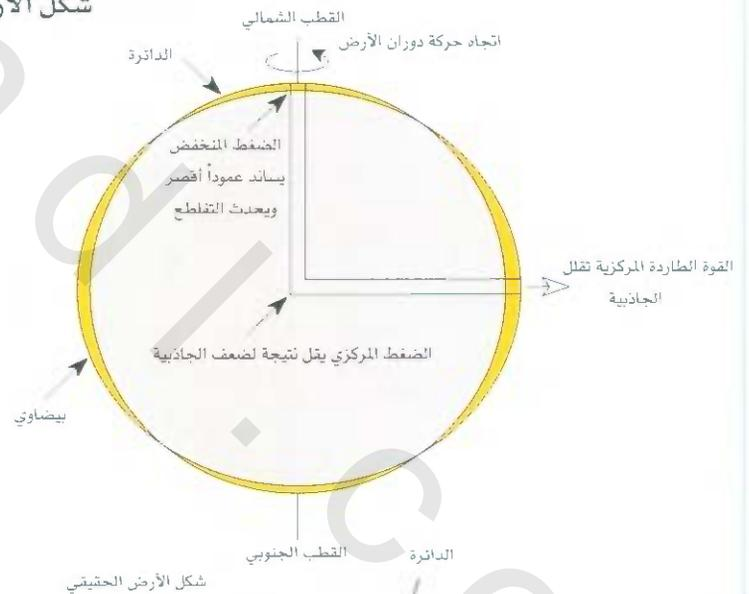 شكل الأر
القطب الشمالي
اتجاه حركة دوران الأرض
الدائرة
الضغط المنخفض
يساند عموداً أقصر
ويحدث التفلطح
القوة الطاردة المركزية تقلل
الجاذبية
الضغط المركزي يقل نتيجة لضعف الجاذبية
بيضاوي
القطب الجنوبي
الدائرة
شكل الأرض الحقيقي